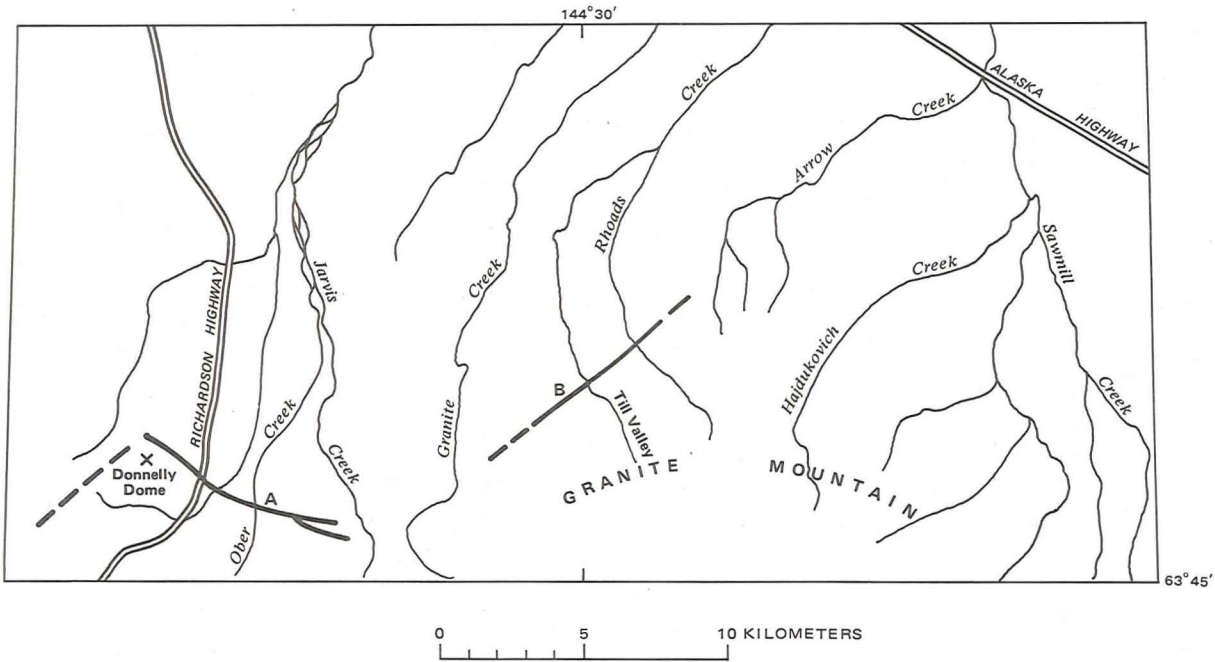 144°30′
Creek
ALASKA
HIGHWAY
Creek
Arrow
Rhoads
Sawmill
Creek
Jarvis
Creek
RICHARDSON HIGHWAY
Hajdukovich
B
Creek
Till Valley
Creek
Granite
Donnelly
Dome
Creek
GRANITE MOUNTAIN
A
Ober
63°45′
0 5 10 KILOMETERS